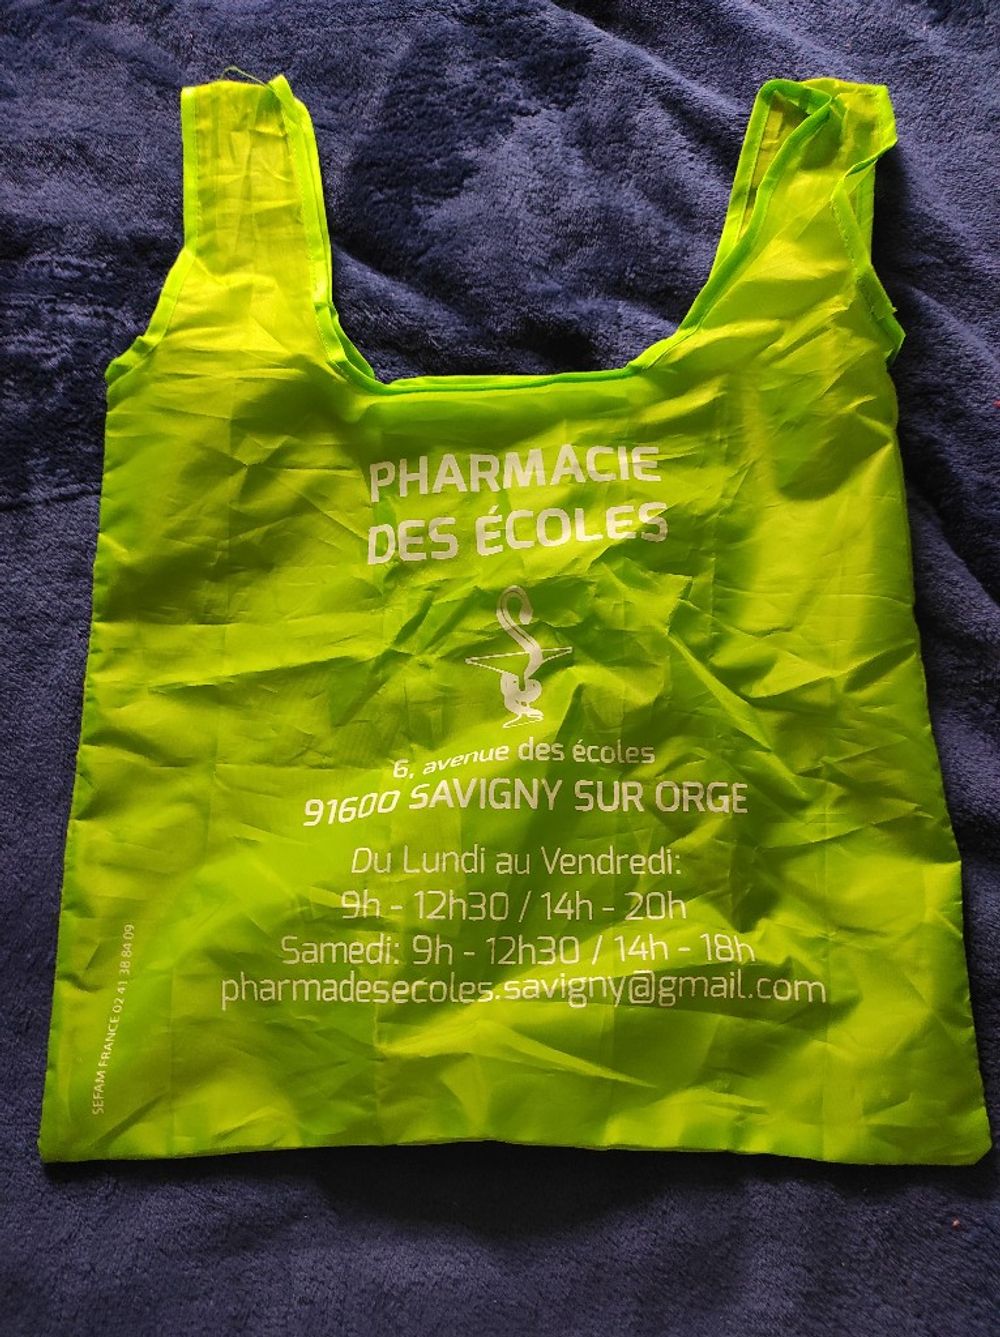 PHARMACIE
DES ÉCOLES
6, avenue des écoles
91600 SAVIGNY SUR ORGE
Du Lundi au Vendredi:
9h - 12h30 / 14h - 20h
Samedi: 9h - 12h30 / 14h - 18h
pharmadesecoles.savigny@gmail.com
SEFAM FRANCE 02 41 38 84 09